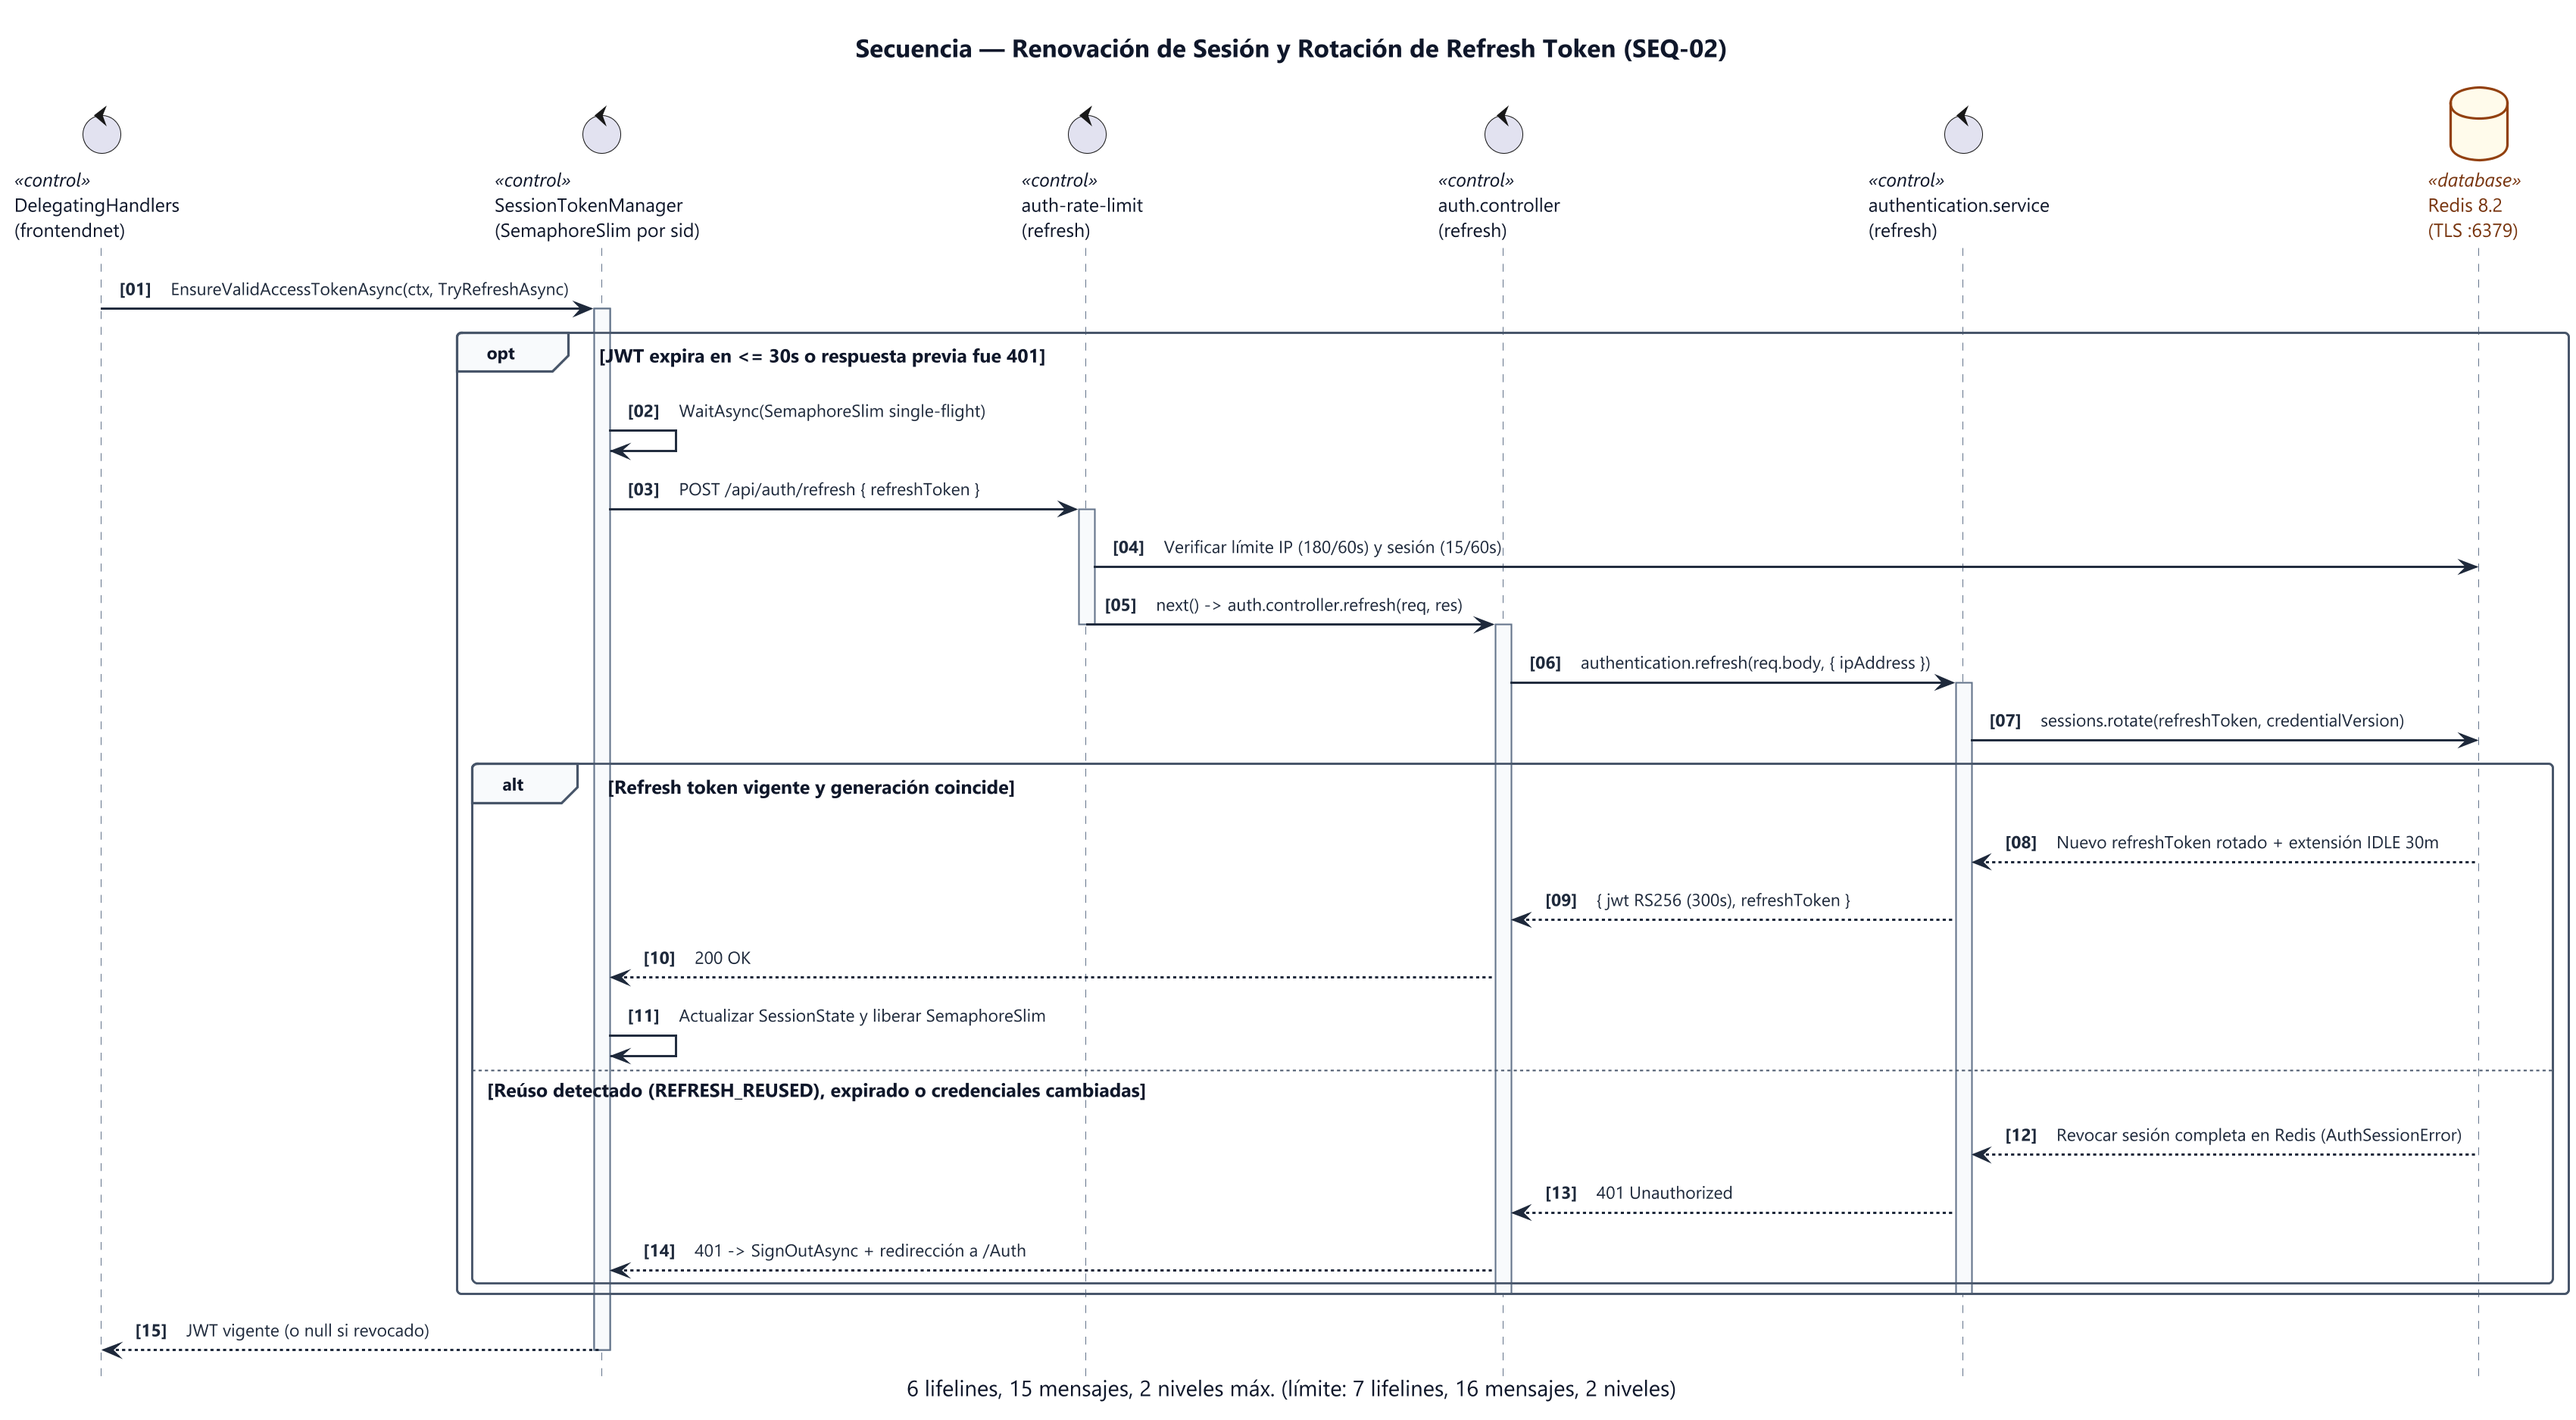 Secuencia — Renovación de Sesión y Rotación de Refresh Token (SEQ-02)
«control»
DelegatingHandlers
(frontendnet)
«control»
SessionTokenManager
(SemaphoreSlim por sid)
«control»
auth-rate-limit
(refresh)
«control»
auth.controller
(refresh)
«control»
authentication.service
(refresh)
«database»
Redis 8.2
(TLS :6379)
[01] EnsureValidAccessTokenAsync(ctx, TryRefreshAsync)
opt [JWT expira en <= 30s o respuesta previa fue 401]
[02] WaitAsync(SemaphoreSlim single-flight)
[03] POST /api/auth/refresh { refreshToken }
[04] Verificar límite IP (180/60s) y sesión (15/60s)
[05] next() -> auth.controller.refresh(req, res)
[06] authentication.refresh(req.body, { ipAddress })
[07] sessions.rotate(refreshToken, credentialVersion)
alt [Refresh token vigente y generación coincide]
[08] Nuevo refreshToken rotado + extensión IDLE 30m
[09] { jwt RS256 (300s), refreshToken }
[10] 200 OK
[11] Actualizar SessionState y liberar SemaphoreSlim
[Reúso detectado (REFRESH_REUSED), expirado o credenciales cambiadas]
[12] Revocar sesión completa en Redis (AuthSessionError)
[13] 401 Unauthorized
[14] 401 -> SignOutAsync + redirección a /Auth
[15] JWT vigente (o null si revocado)
6 lifelines, 15 mensajes, 2 niveles máx. (límite: 7 lifelines, 16 mensajes, 2 niveles)